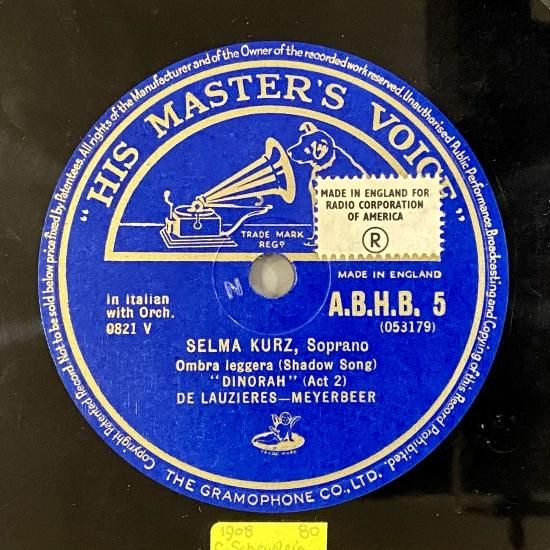 Copyright Patented Record. Not to be sold below price fixed by Patentees. All rights of the Manufacturer and of the Owner of the recorded work reserved. Unauthorised Public Performance, Broadcasting and Copying of this Record Prohibited.
"HIS MASTER'S VOICE"
TRADE MARK
REGD
MADE IN ENGLAND FOR
RADIO CORPORATION
OF AMERICA
R
MADE IN ENGLAND
In Italian
with Orch.
0821 V
N
A.B.H.B. 5
(053179)
SELMA KURZ, Soprano
Ombra leggera (Shadow Song)
"DINORAH" (Act 2)
DE LAUZIERES—MEYERBEER
TRADE MARK
THE GRAMOPHONE CO., LTD.
1908 80